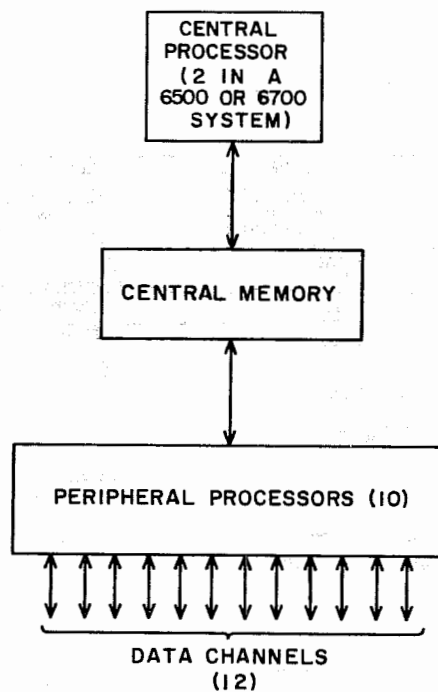 CENTRAL
PROCESSOR
(2 IN A
6500 OR 6700
SYSTEM)
CENTRAL MEMORY
PERIPHERAL PROCESSORS (10)
DATA CHANNELS
(12)